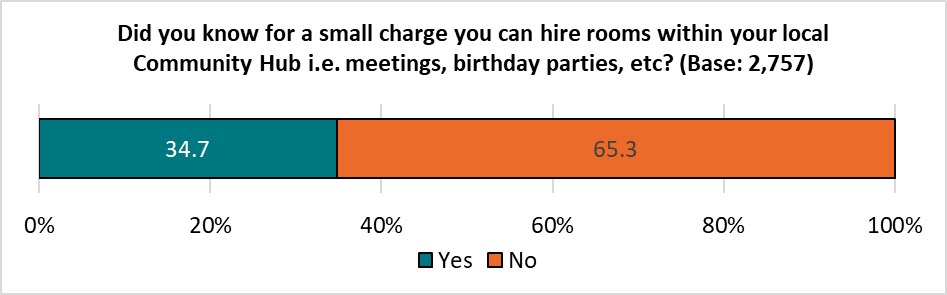 Did you know for a small charge you can hire rooms within your local
Community Hub i.e. meetings, birthday parties, etc? (Base: 2,757)
34.7 65.3
0% 20% 40% 60% 80% 100%
Yes No